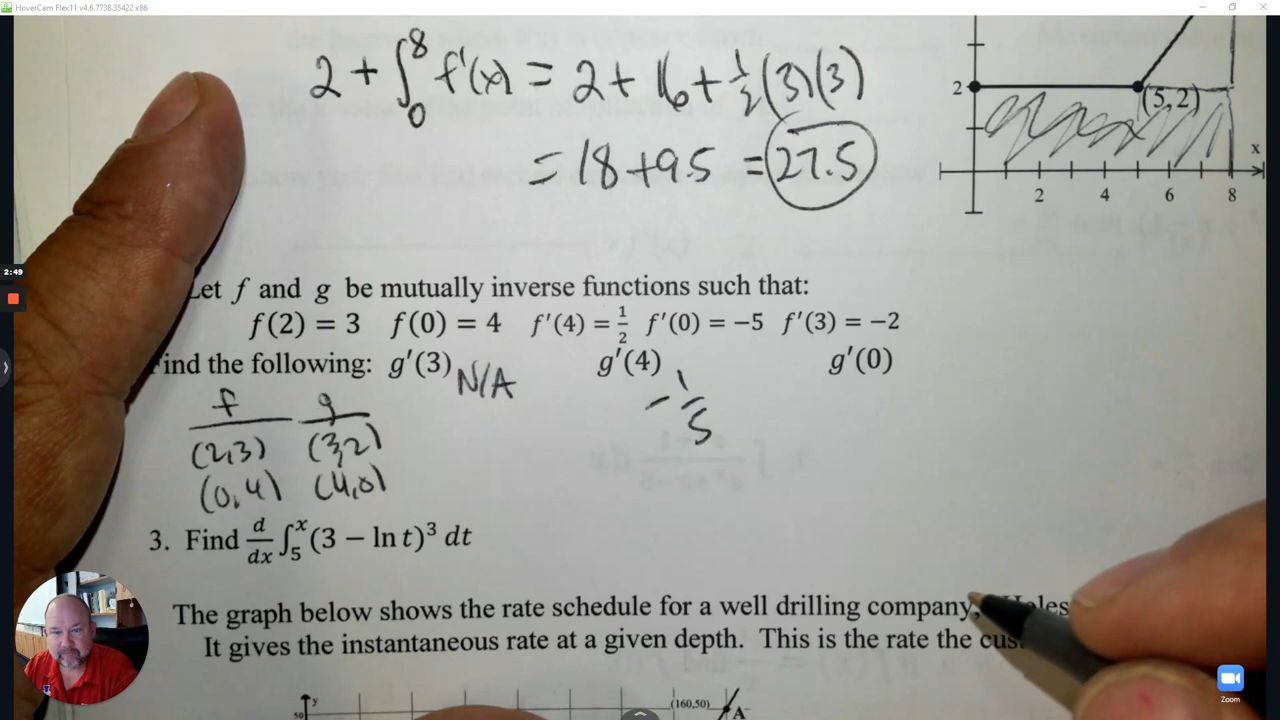 HoverCam Flex11 v4.6.7738.35926_x86
2 + ∫₀⁸ f'(x) = 2 + 16 + 1/2 (3)(3)
= 18 + 9.5 = 27.5
2
(5,2)
x
2 4 6 8
2:49
Let f and g be mutually inverse functions such that:
f(2) = 3 f(0) = 4 f′(4) = 1/2 f′(0) = −5 f′(3) = −2
Find the following: g′(3) N/A g′(4) g′(0)
− 1/5
f g
(2,3) (3,2)
(0,4) (4,0)
3. Find d/dx ∫₅ˣ (3 − ln t)³ dt
The graph below shows the rate schedule for a well drilling company,
It gives the instantaneous rate at a given depth. This is the rate the
y
50
(160,50)
A
Zoom